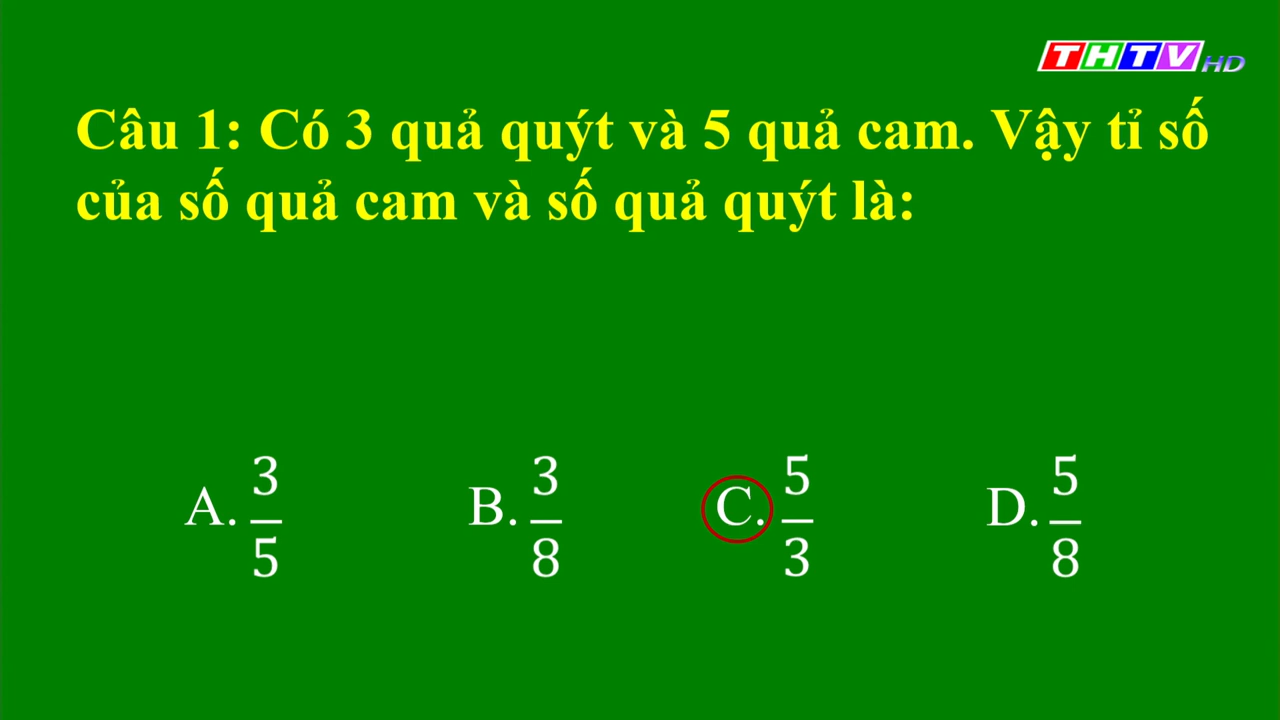 THTV HD
Câu 1: Có 3 quả quýt và 5 quả cam. Vậy tỉ số
của số quả cam và số quả quýt là:
A. 3/5 B. 3/8 C. 5/3 D. 5/8